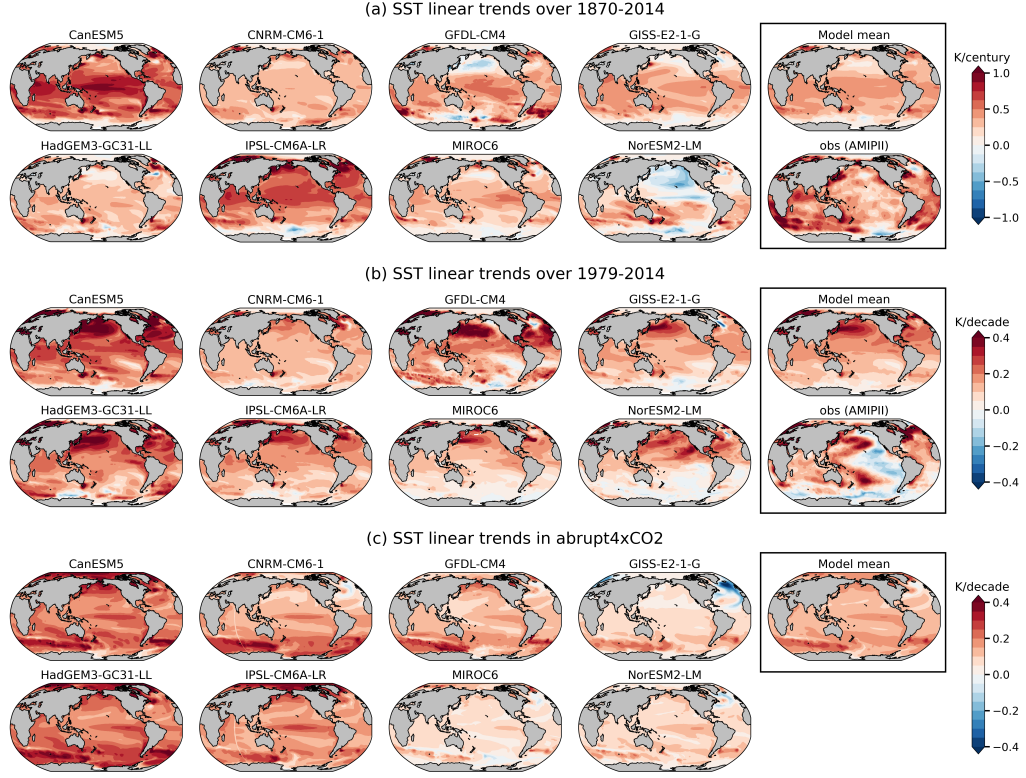 (a) SST linear trends over 1870-2014
CanESM5 CNRM-CM6-1 GFDL-CM4 GISS-E2-1-G Model mean
K/century
1.0
0.5
0.0
−0.5
−1.0
HadGEM3-GC31-LL IPSL-CM6A-LR MIROC6 NorESM2-LM obs (AMIPII)
(b) SST linear trends over 1979-2014
CanESM5 CNRM-CM6-1 GFDL-CM4 GISS-E2-1-G Model mean
K/decade
0.4
0.2
0.0
−0.2
−0.4
HadGEM3-GC31-LL IPSL-CM6A-LR MIROC6 NorESM2-LM obs (AMIPII)
(c) SST linear trends in abrupt4xCO2
CanESM5 CNRM-CM6-1 GFDL-CM4 GISS-E2-1-G Model mean
K/decade
0.4
0.2
0.0
−0.2
−0.4
HadGEM3-GC31-LL IPSL-CM6A-LR MIROC6 NorESM2-LM